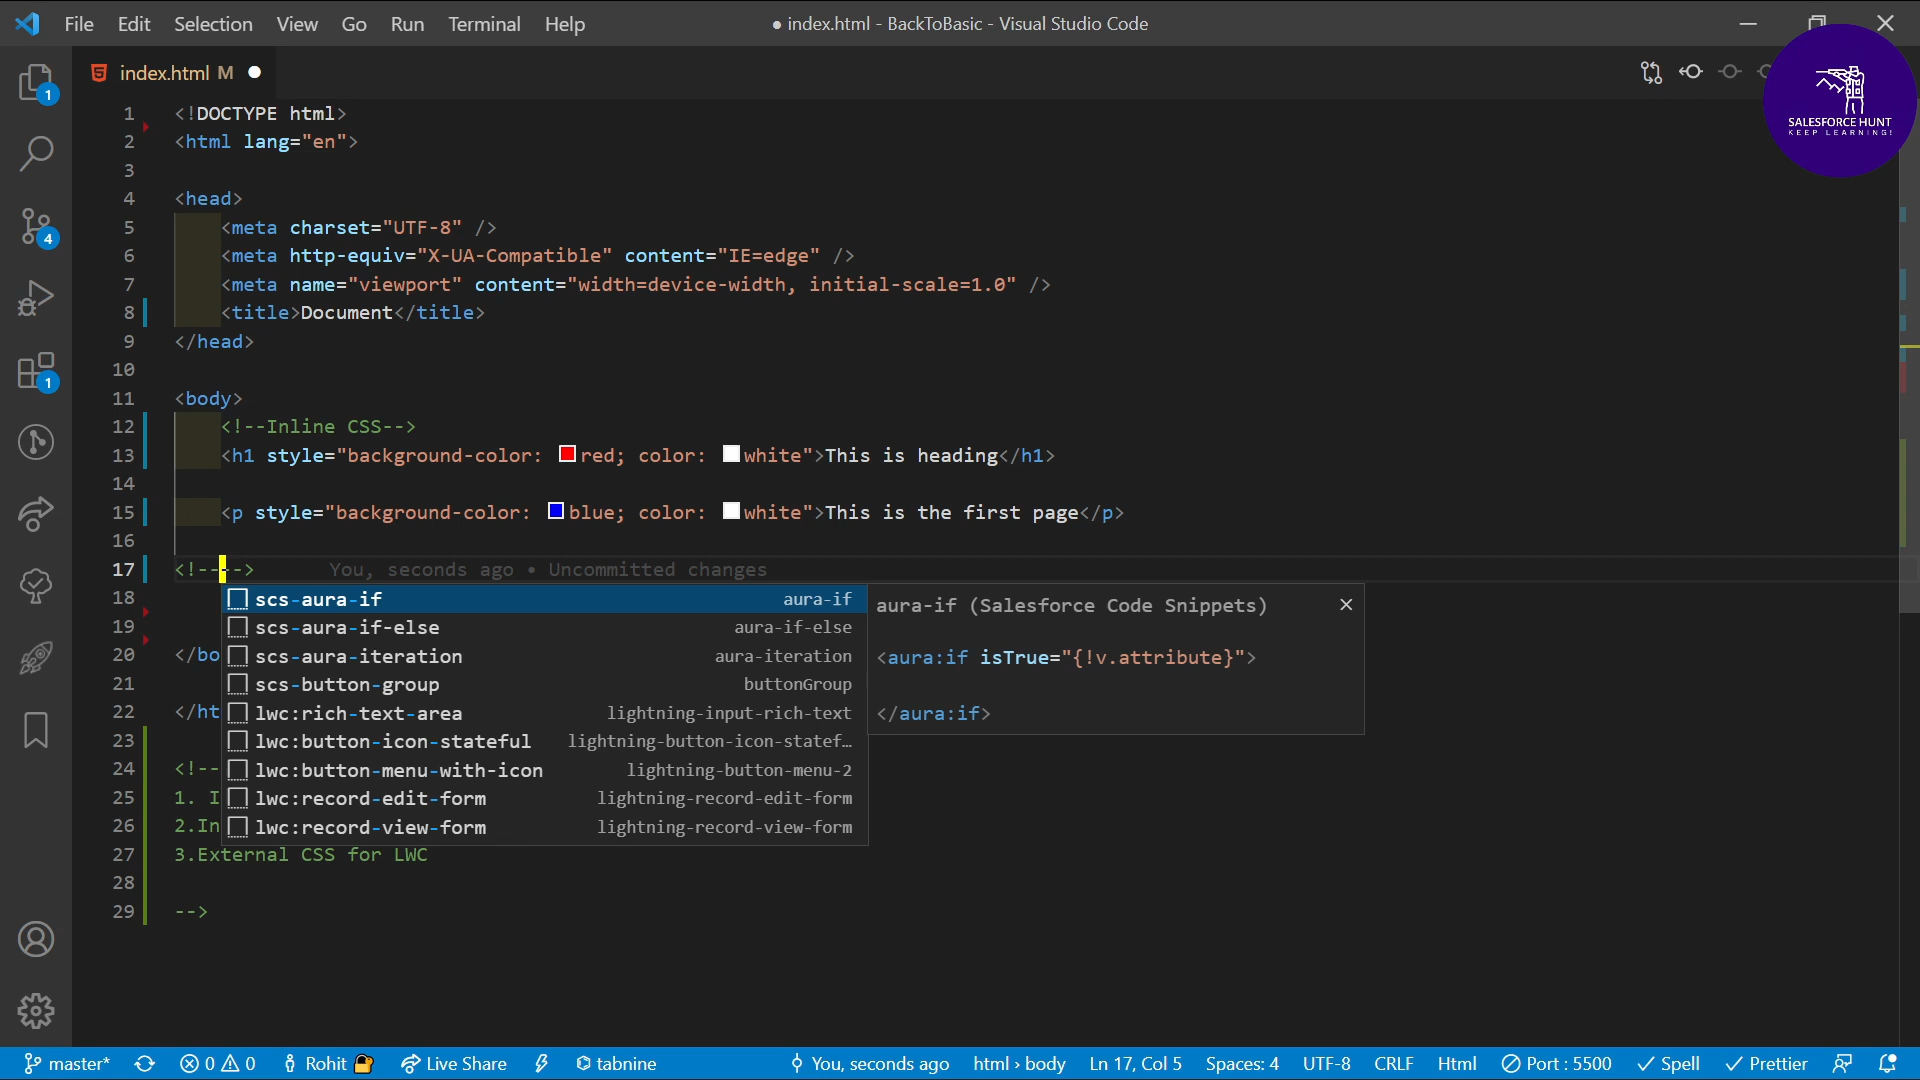 File Edit Selection View Go Run Terminal Help
● index.html - BackToBasic - Visual Studio Code
index.html M
SALESFORCE HUNT
KEEP LEARNING!
1
4
1
1 <!DOCTYPE html>
2 <html lang="en">
3
4 <head>
5 <meta charset="UTF-8" />
6 <meta http-equiv="X-UA-Compatible" content="IE=edge" />
7 <meta name="viewport" content="width=device-width, initial-scale=1.0" />
8 <title>Document</title>
9 </head>
10
11 <body>
12 <!--Inline CSS-->
13 <h1 style="background-color: red; color: white">This is heading</h1>
14
15 <p style="background-color: blue; color: white">This is the first page</p>
16
17 <!----> You, seconds ago • Uncommitted changes
18
19
20 </bo
21
22 </ht
23
24 <!--
25 1. I
26 2.In
27 3.External CSS for LWC
28
29 -->
scs-aura-if aura-if
scs-aura-if-else aura-if-else
scs-aura-iteration aura-iteration
scs-button-group buttonGroup
lwc:rich-text-area lightning-input-rich-text
lwc:button-icon-stateful lightning-button-icon-statef…
lwc:button-menu-with-icon lightning-button-menu-2
lwc:record-edit-form lightning-record-edit-form
lwc:record-view-form lightning-record-view-form
aura-if (Salesforce Code Snippets)
<aura:if isTrue="{!v.attribute}">
</aura:if>
master* 0 0 Rohit Live Share tabnine You, seconds ago html › body Ln 17, Col 5 Spaces: 4 UTF-8 CRLF Html Port : 5500 Spell Prettier